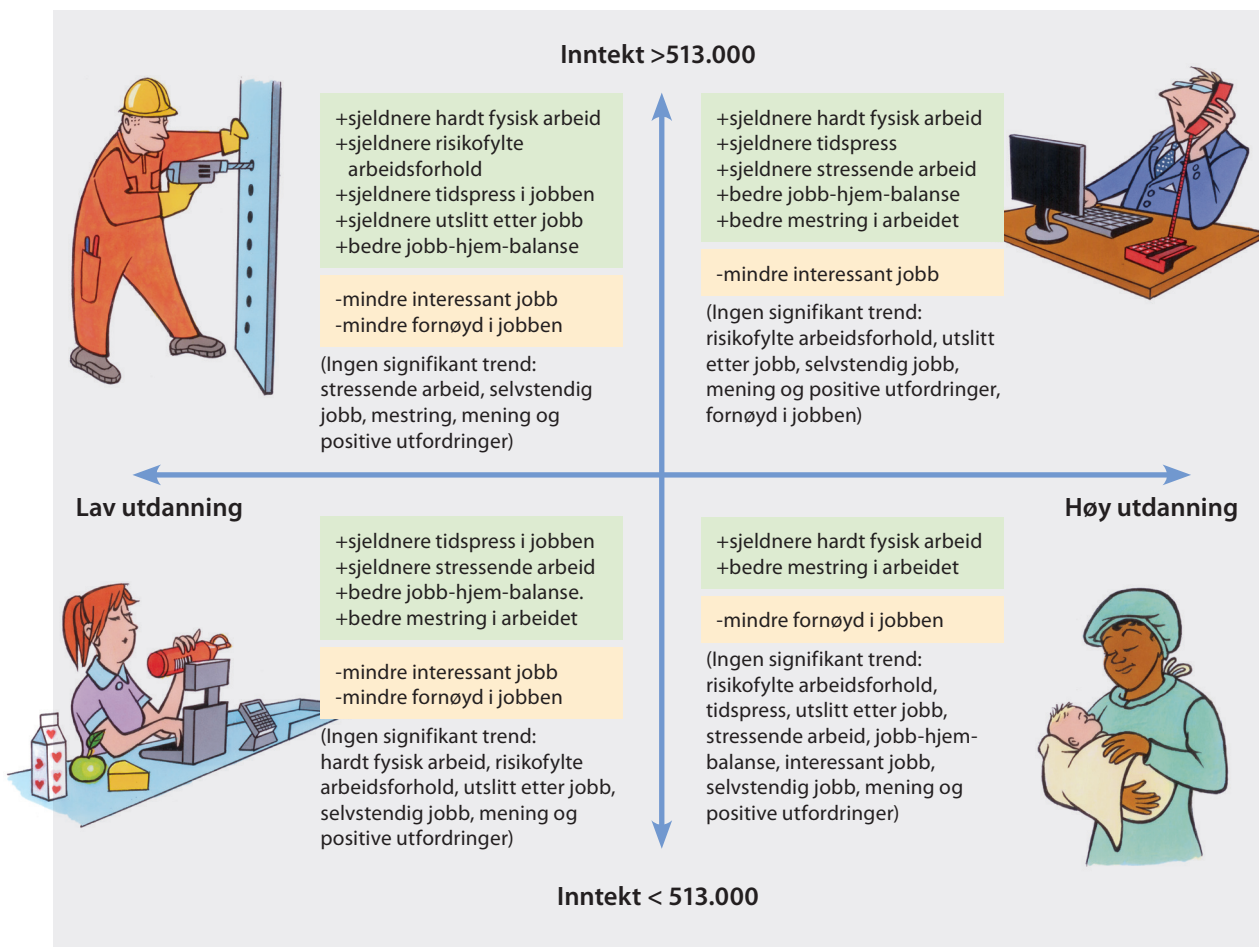 Inntekt >513.000
+sjeldnere hardt fysisk arbeid
+sjeldnere risikofylte
arbeidsforhold
+sjeldnere tidspress i jobben
+sjeldnere utslitt etter jobb
+bedre jobb-hjem-balanse
-mindre interessant jobb
-mindre fornøyd i jobben
(Ingen signifikant trend:
stressende arbeid, selvstendig
jobb, mestring, mening og
positive utfordringer)
+sjeldnere hardt fysisk arbeid
+sjeldnere tidspress
+sjeldnere stressende arbeid
+bedre jobb-hjem-balanse
+bedre mestring i arbeidet
-mindre interessant jobb
(Ingen signifikant trend:
risikofylte arbeidsforhold, utslitt
etter jobb, selvstendig jobb,
mening og positive utfordringer,
fornøyd i jobben)
Lav utdanning
Høy utdanning
+sjeldnere tidspress i jobben
+sjeldnere stressende arbeid
+bedre jobb-hjem-balanse.
+bedre mestring i arbeidet
-mindre interessant jobb
-mindre fornøyd i jobben
(Ingen signifikant trend:
hardt fysisk arbeid, risikofylte
arbeidsforhold, utslitt etter jobb,
selvstendig jobb, mening og
positive utfordringer)
+sjeldnere hardt fysisk arbeid
+bedre mestring i arbeidet
-mindre fornøyd i jobben
(Ingen signifikant trend:
risikofylte arbeidsforhold,
tidspress, utslitt etter jobb,
stressende arbeid, jobb-hjem-
balanse, interessant jobb,
selvstendig jobb, mening og
positive utfordringer)
Inntekt < 513.000